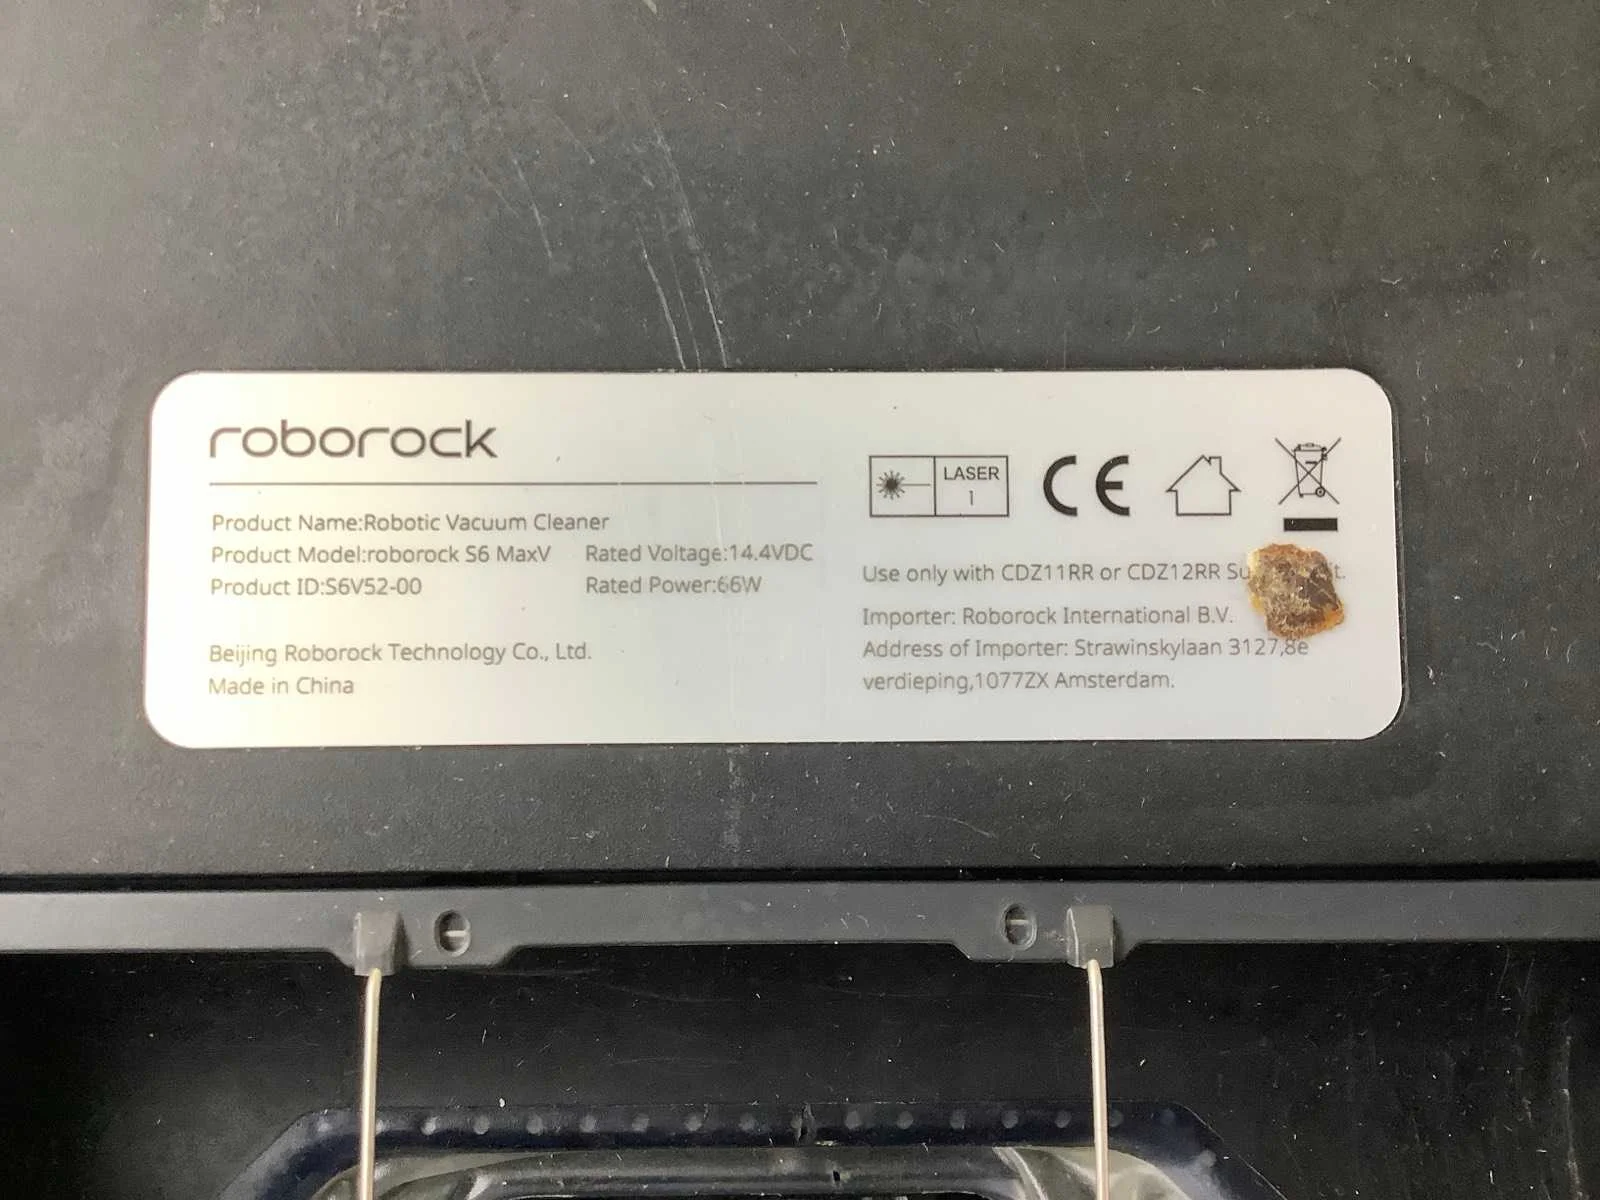 roborock
Product Name:Robotic Vacuum Cleaner
Product Model:roborock S6 MaxV Rated Voltage:14.4VDC
Product ID:S6V52-00 Rated Power:66W
Beijing Roborock Technology Co., Ltd.
Made in China
LASER
1
CE
Use only with CDZ11RR or CDZ12RR
Importer: Roborock International B.V.
Address of Importer: Strawinskylaan 3127,8e
verdieping,1077ZX Amsterdam.